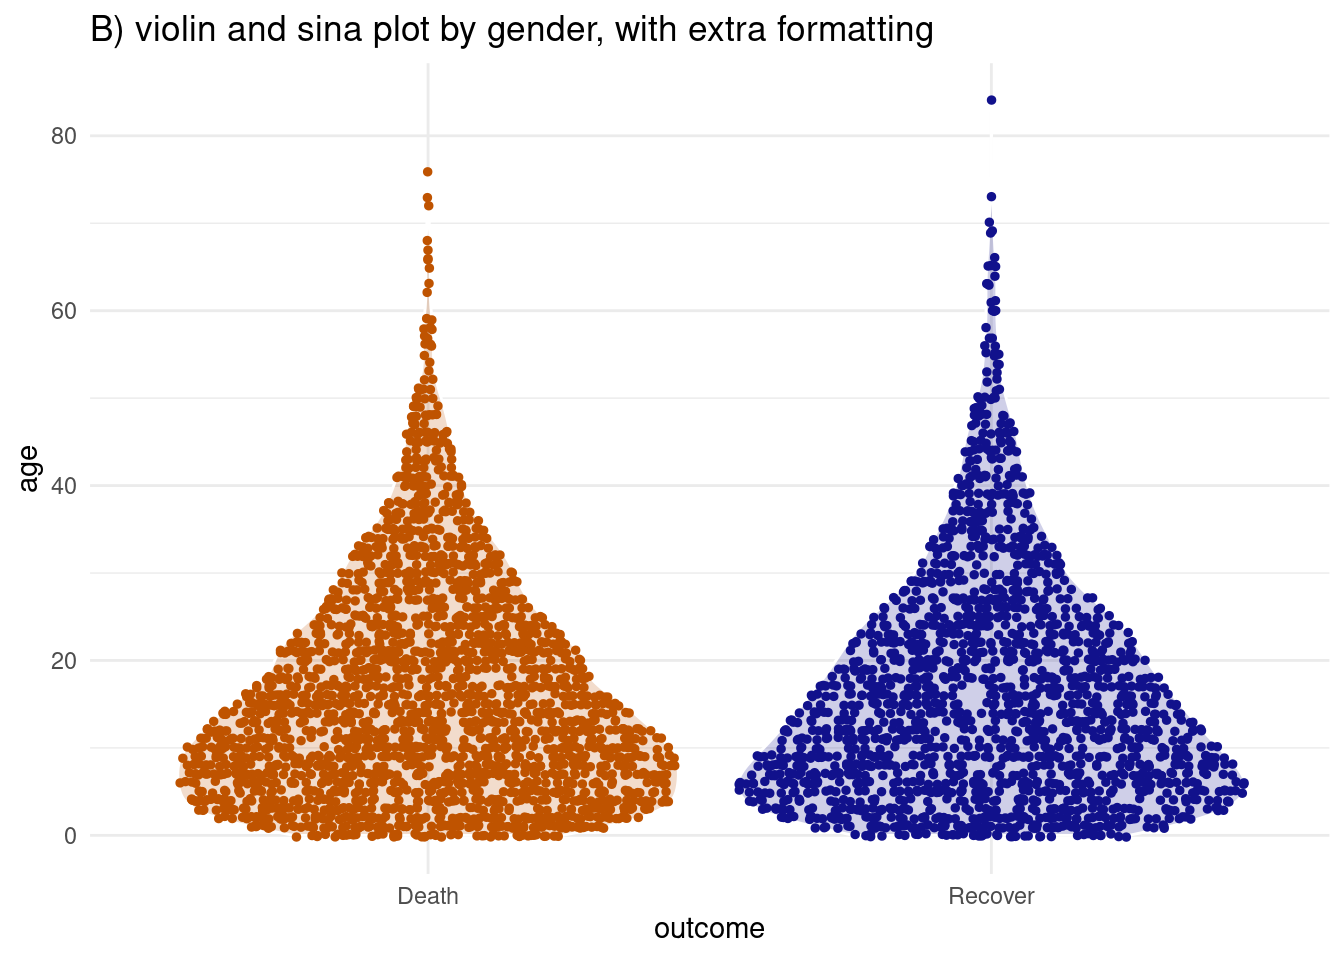 B) violin and sina plot by gender, with extra formatting
80
60
40
20
0
age
Death
Recover
outcome